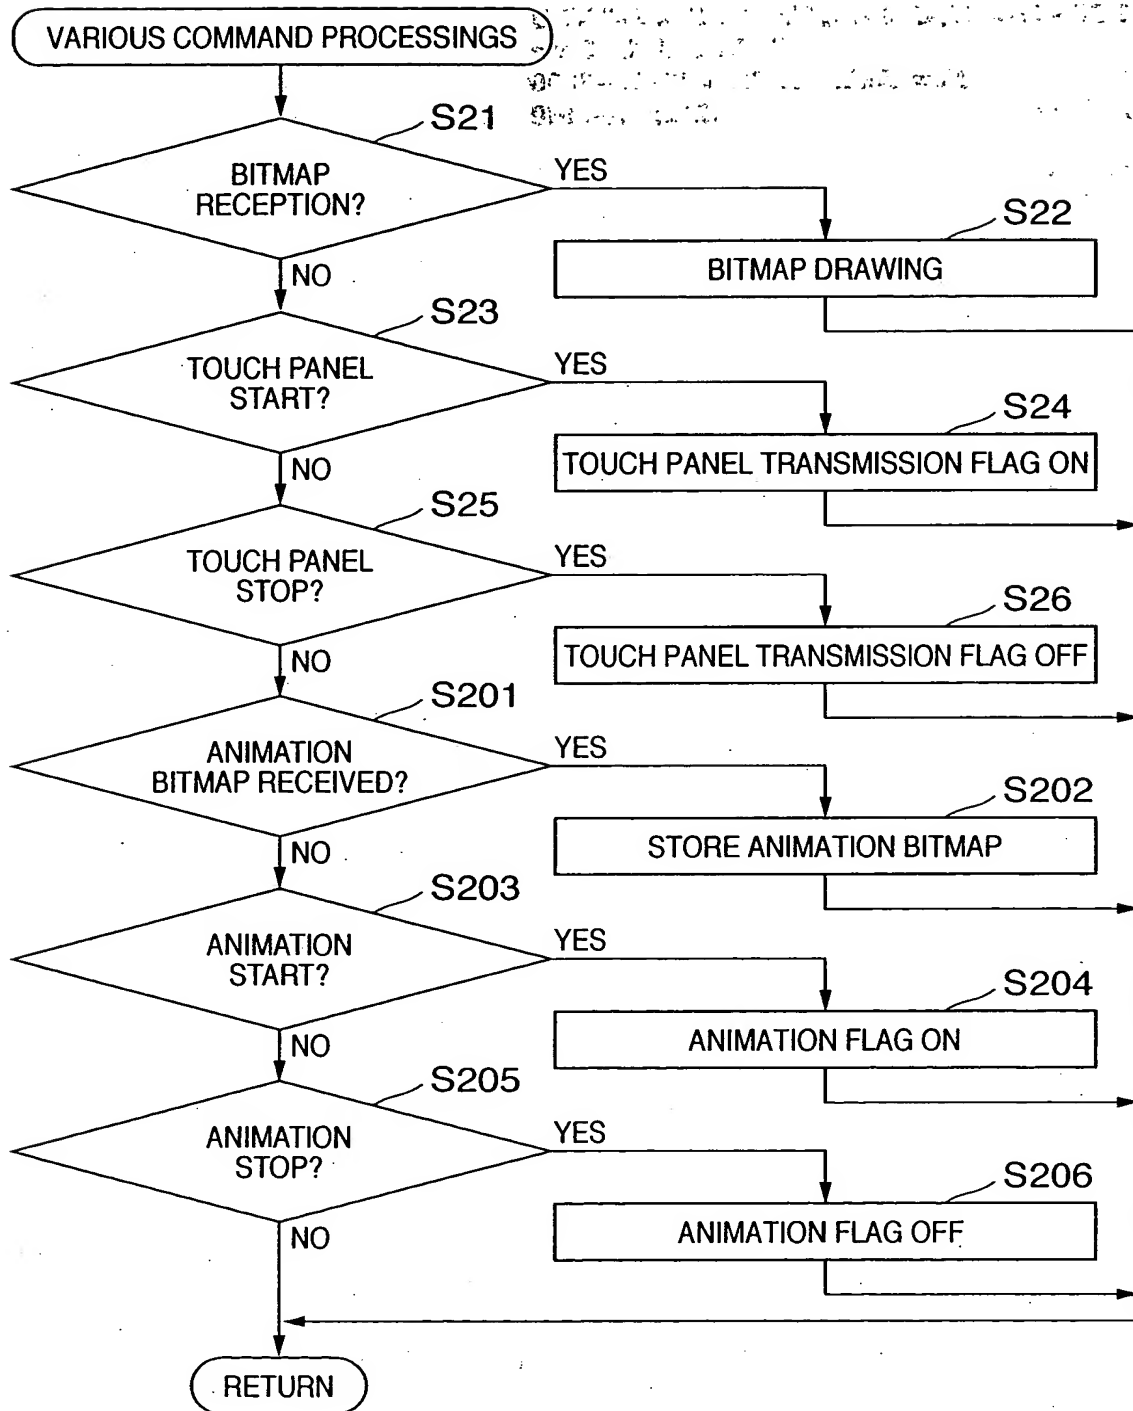 VARIOUS COMMAND PROCESSINGS
S21
BITMAP
RECEPTION?
YES
NO
S22
BITMAP DRAWING
S23
TOUCH PANEL
START?
YES
NO
S24
TOUCH PANEL TRANSMISSION FLAG ON
S25
TOUCH PANEL
STOP?
YES
NO
S26
TOUCH PANEL TRANSMISSION FLAG OFF
S201
ANIMATION
BITMAP RECEIVED?
YES
NO
S202
STORE ANIMATION BITMAP
S203
ANIMATION
START?
YES
NO
S204
ANIMATION FLAG ON
S205
ANIMATION
STOP?
YES
NO
S206
ANIMATION FLAG OFF
RETURN